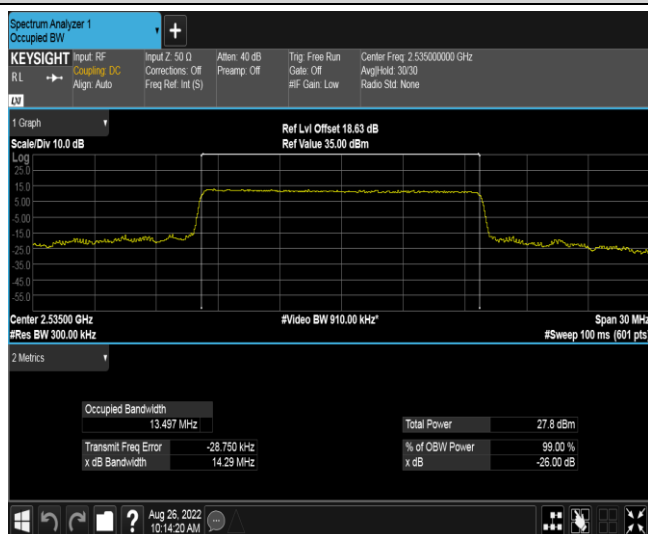 Spectrum Analyzer 1
Occupied BW
KEYSIGHT Input: RF Input Z: 50 Ω Atten: 40 dB Trig: Free Run Center Freq: 2.535000000 GHz
RL Coupling: DC Corrections: Off Preamp: Off Gate: Off Avg|Hold: 30/30
Align: Auto Freq Ref: Int (S) #IF Gain: Low Radio Std: None
LXI
1 Graph
Ref Lvl Offset 18.63 dB
Scale/Div 10.0 dB Ref Value 35.00 dBm
Log
25.0
15.0
5.00
-5.00
-15.0
-25.0
-35.0
-45.0
-55.0
Center 2.53500 GHz #Video BW 910.00 kHz* Span 30 MHz
#Res BW 300.00 kHz #Sweep 100 ms (601 pts)
2 Metrics
Occupied Bandwidth
13.497 MHz Total Power 27.8 dBm
Transmit Freq Error -28.750 kHz % of OBW Power 99.00 %
x dB Bandwidth 14.29 MHz x dB -26.00 dB
Aug 26, 2022
10:14:20 AM